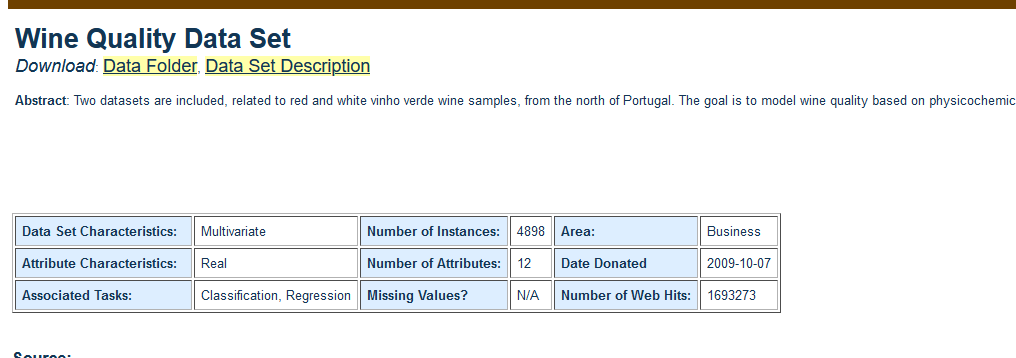 Wine Quality Data Set
Download: Data Folder, Data Set Description
Abstract: Two datasets are included, related to red and white vinho verde wine samples, from the north of Portugal. The goal is to model wine quality based on physicochemic
Data Set Characteristics: Multivariate Number of Instances: 4898 Area: Business
Attribute Characteristics: Real Number of Attributes: 12 Date Donated 2009-10-07
Associated Tasks: Classification, Regression Missing Values? N/A Number of Web Hits: 1693273
Source: